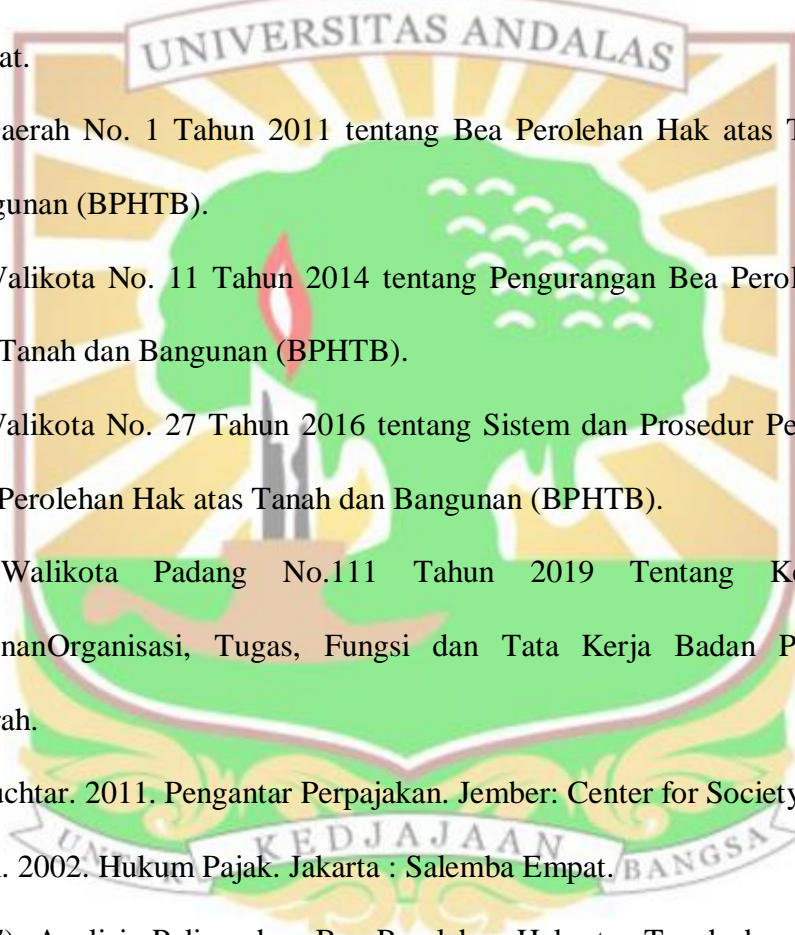 UNIVERSITAS ANDALAS
at.
aerah No. 1 Tahun 2011 tentang Bea Perolehan Hak atas T
gunan (BPHTB).
Walikota No. 11 Tahun 2014 tentang Pengurangan Bea Perol
Tanah dan Bangunan (BPHTB).
Walikota No. 27 Tahun 2016 tentang Sistem dan Prosedur Pe
Perolehan Hak atas Tanah dan Bangunan (BPHTB).
Walikota Padang No.111 Tahun 2019 Tentang Ke
nanOrganisasi, Tugas, Fungsi dan Tata Kerja Badan P
rah.
uchtar. 2011. Pengantar Perpajakan. Jember: Center for Society
UNTUK KEDJAJAAN BANGSA
. 2002. Hukum Pajak. Jakarta : Salemba Empat.